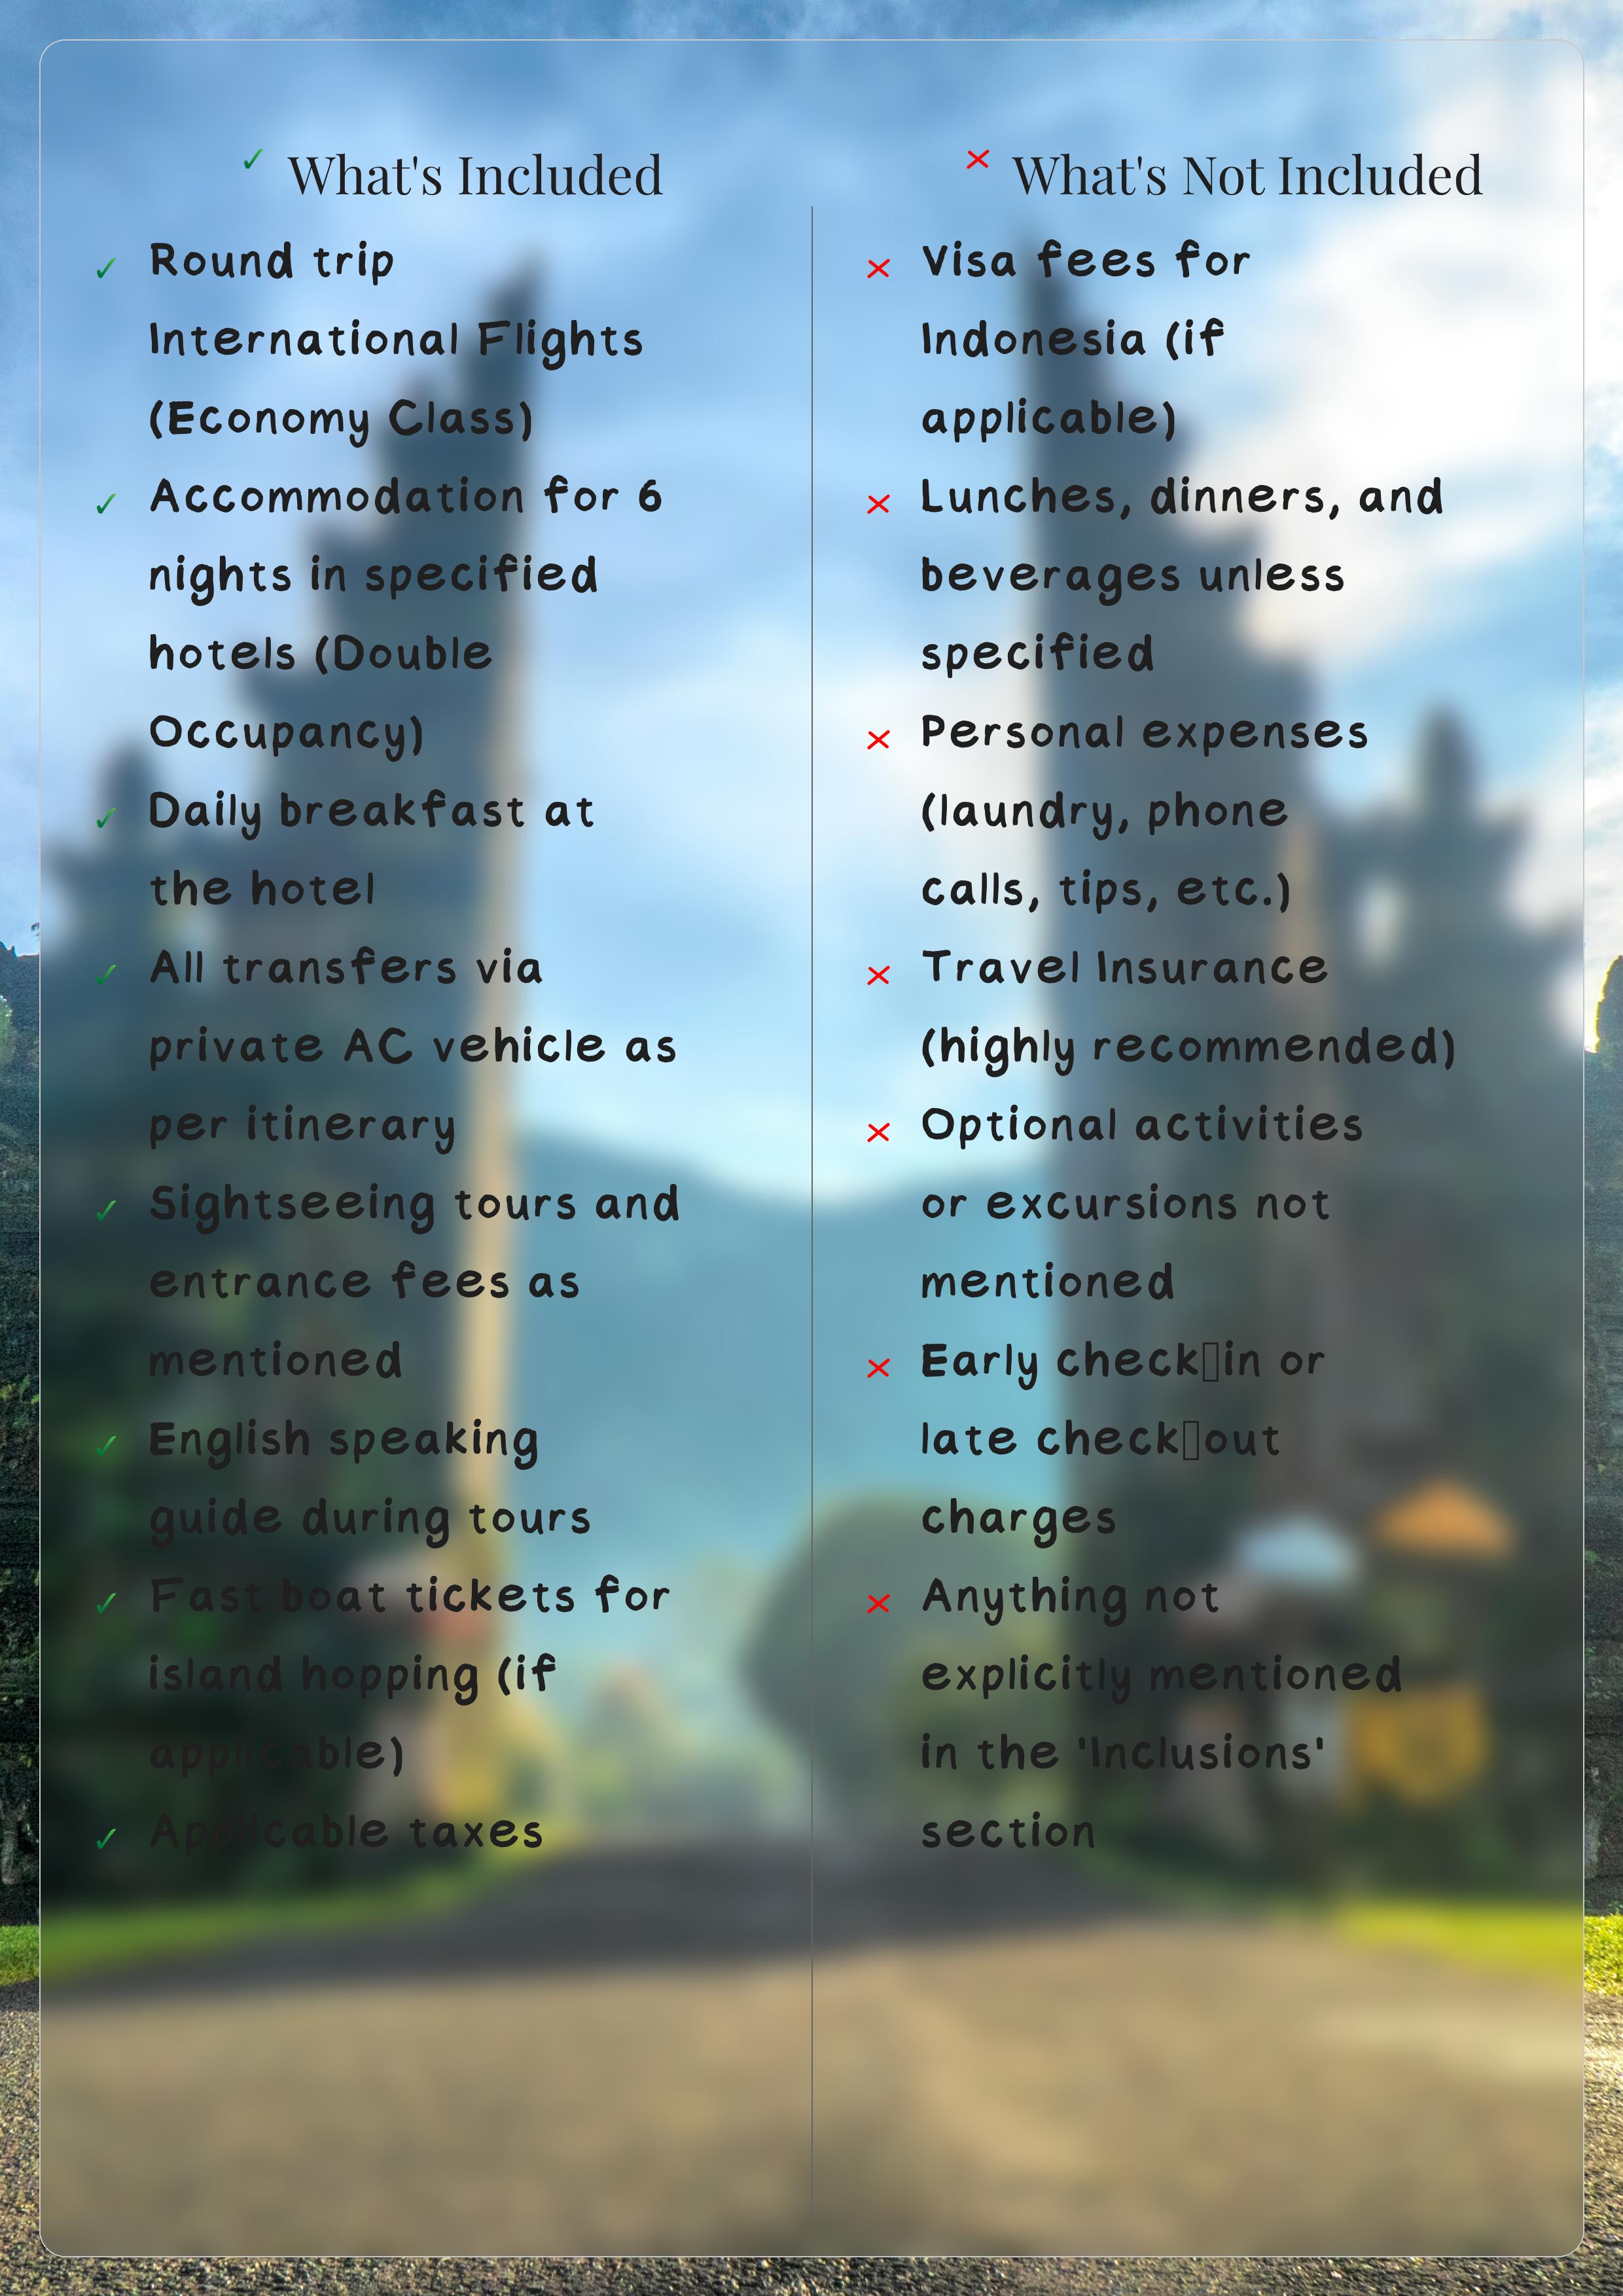 ✓ What's Included
✓ Round trip
International Flights
(Economy Class)
✓ Accommodation for 6
nights in specified
hotels (Double
Occupancy)
✓ Daily breakfast at
the hotel
✓ All transfers via
private AC vehicle as
per itinerary
✓ Sightseeing tours and
entrance fees as
mentioned
✓ English speaking
guide during tours
✓ Fast boat tickets for
island hopping (if
applicable)
✓ Applicable taxes
× What's Not Included
× Visa fees for
Indonesia (if
applicable)
× Lunches, dinners, and
beverages unless
specified
× Personal expenses
(laundry, phone
calls, tips, etc.)
× Travel Insurance
(highly recommended)
× Optional activities
or excursions not
mentioned
× Early check▯in or
late check▯out
charges
× Anything not
explicitly mentioned
in the 'Inclusions'
section